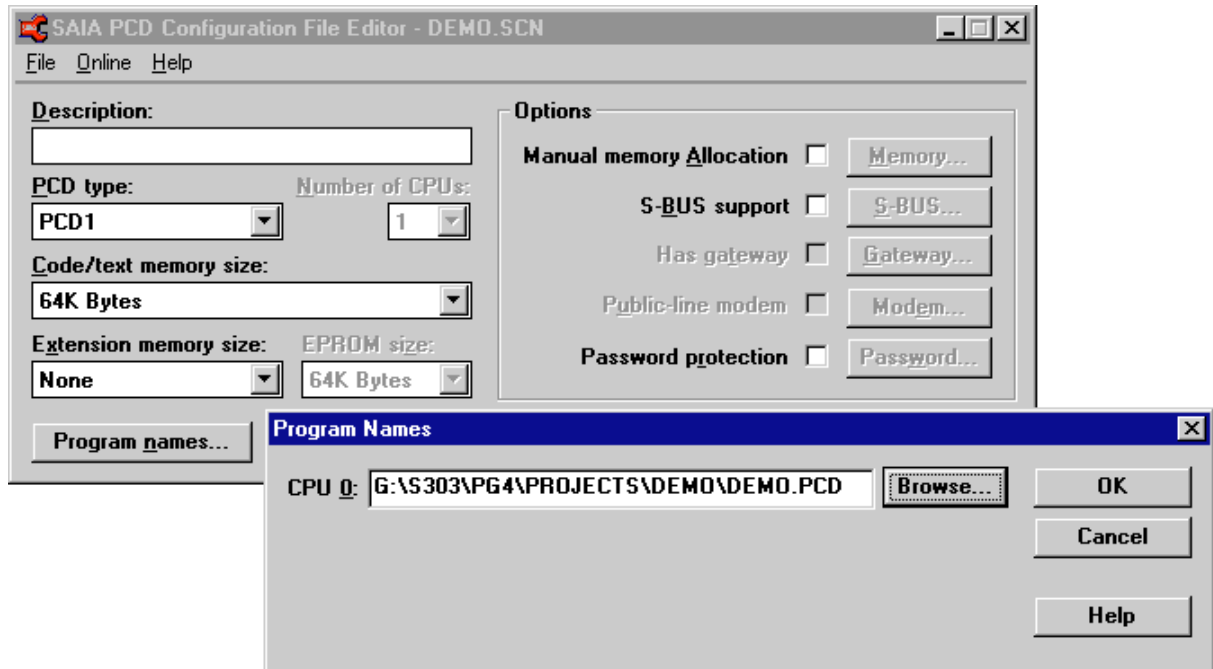 SAIA PCD Configuration File Editor - DEMO.SCN
File Online Help
Description:
Options
Manual memory Allocation Memory...
PCD type: Number of CPUs:
PCD1 1
S-BUS support S-BUS...
Code/text memory size:
Has gateway Gateway...
64K Bytes
Public-line modem Modem...
Extension memory size: EPROM size:
None 64K Bytes
Password protection Password...
Program names...
Program Names
CPU 0: G:\S303\PG4\PROJECTS\DEMO\DEMO.PCD Browse... OK
Cancel
Help